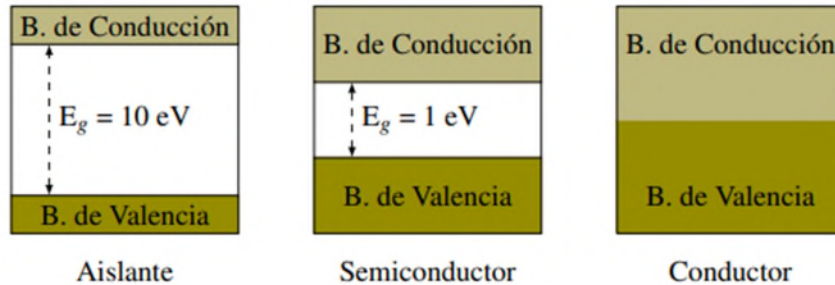 B. de Conducción
E_g = 10 eV
B. de Valencia
Aislante
B. de Conducción
E_g = 1 eV
B. de Valencia
Semiconductor
B. de Conducción
B. de Valencia
Conductor